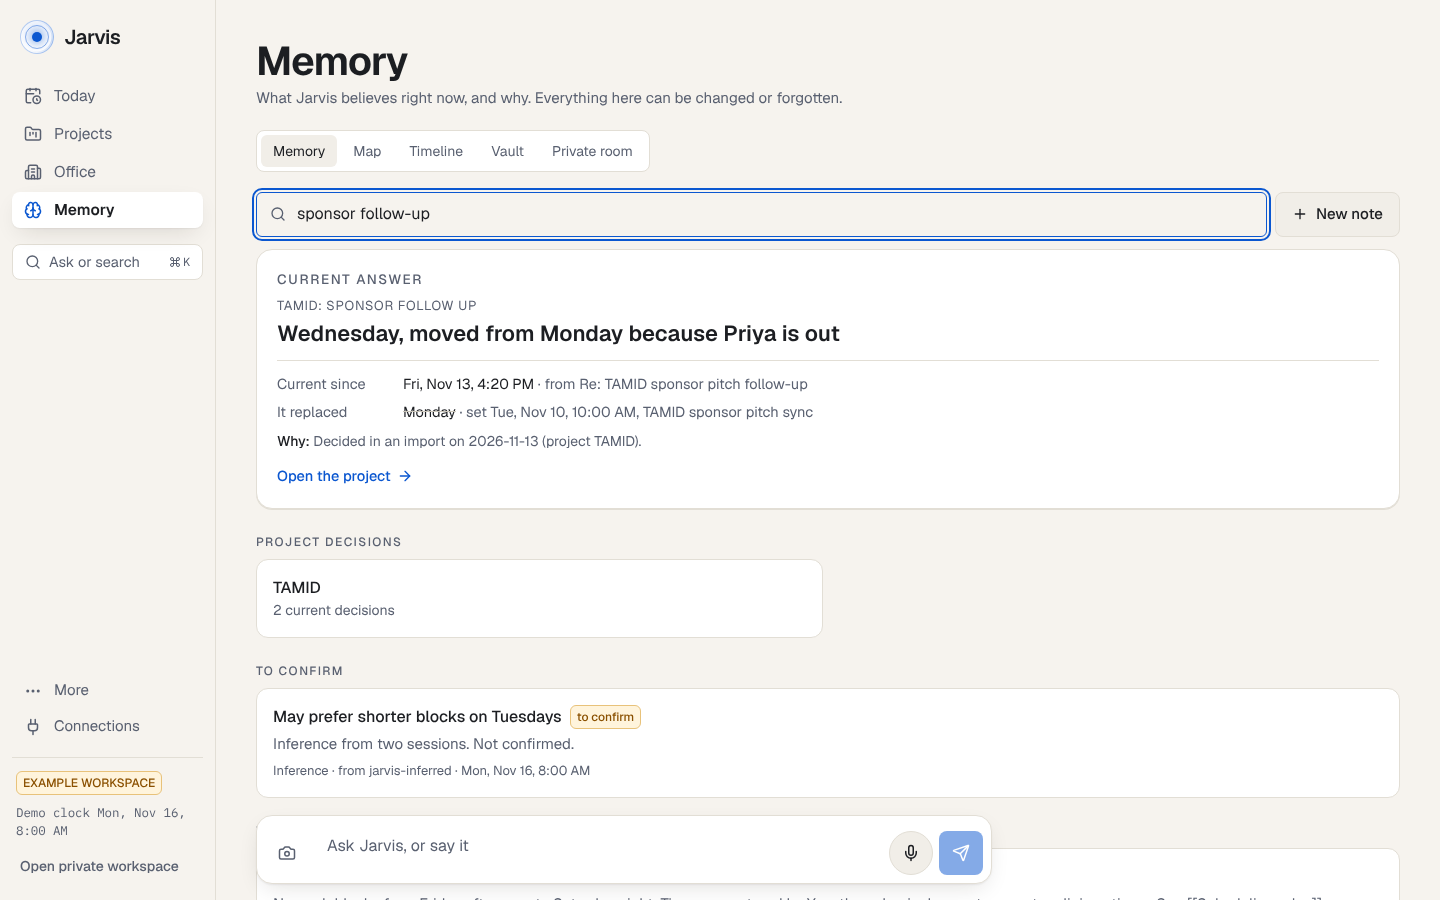 Jarvis
Today
Projects
Office
Memory
Ask or search ⌘ K
More
Connections
EXAMPLE WORKSPACE
Demo clock Mon, Nov 16,
8:00 AM
Open private workspace
Memory
What Jarvis believes right now, and why. Everything here can be changed or forgotten.
Memory Map Timeline Vault Private room
sponsor follow-up
New note
CURRENT ANSWER
TAMID: SPONSOR FOLLOW UP
Wednesday, moved from Monday because Priya is out
Current since Fri, Nov 13, 4:20 PM · from Re: TAMID sponsor pitch follow-up
It replaced Monday · set Tue, Nov 10, 10:00 AM, TAMID sponsor pitch sync
Why: Decided in an import on 2026-11-13 (project TAMID).
Open the project →
PROJECT DECISIONS
TAMID
2 current decisions
TO CONFIRM
May prefer shorter blocks on Tuesdays to confirm
Inference from two sessions. Not confirmed.
Inference · from jarvis-inferred · Mon, Nov 16, 8:00 AM
Ask Jarvis, or say it